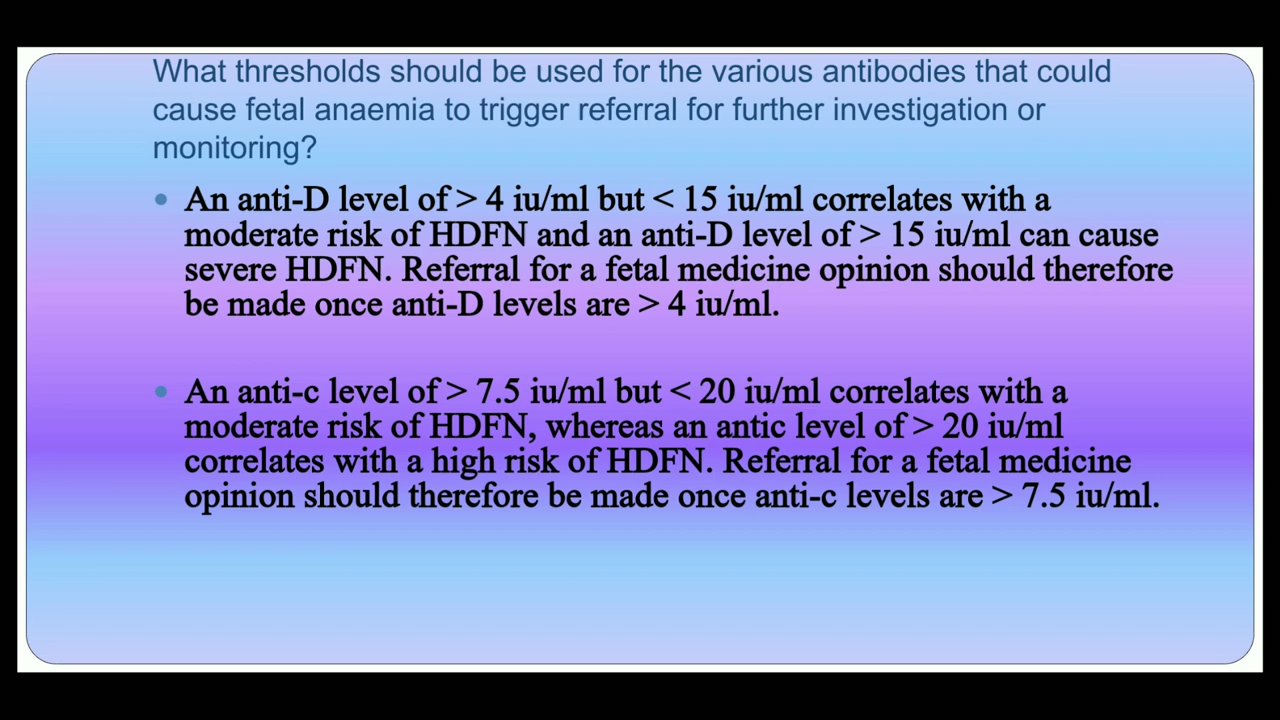 What thresholds should be used for the various antibodies that could
cause fetal anaemia to trigger referral for further investigation or
monitoring?
• An anti-D level of > 4 iu/ml but < 15 iu/ml correlates with a
moderate risk of HDFN and an anti-D level of > 15 iu/ml can cause
severe HDFN. Referral for a fetal medicine opinion should therefore
be made once anti-D levels are > 4 iu/ml.
• An anti-c level of > 7.5 iu/ml but < 20 iu/ml correlates with a
moderate risk of HDFN, whereas an antic level of > 20 iu/ml
correlates with a high risk of HDFN. Referral for a fetal medicine
opinion should therefore be made once anti-c levels are > 7.5 iu/ml.